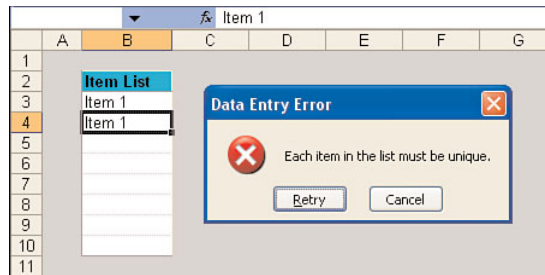 fx Item 1
A B C D E F G
1
2 Item List
3 Item 1
4 Item 1
5
6
7
8
9
10
11
Data Entry Error
Each item in the list must be unique.
Retry Cancel